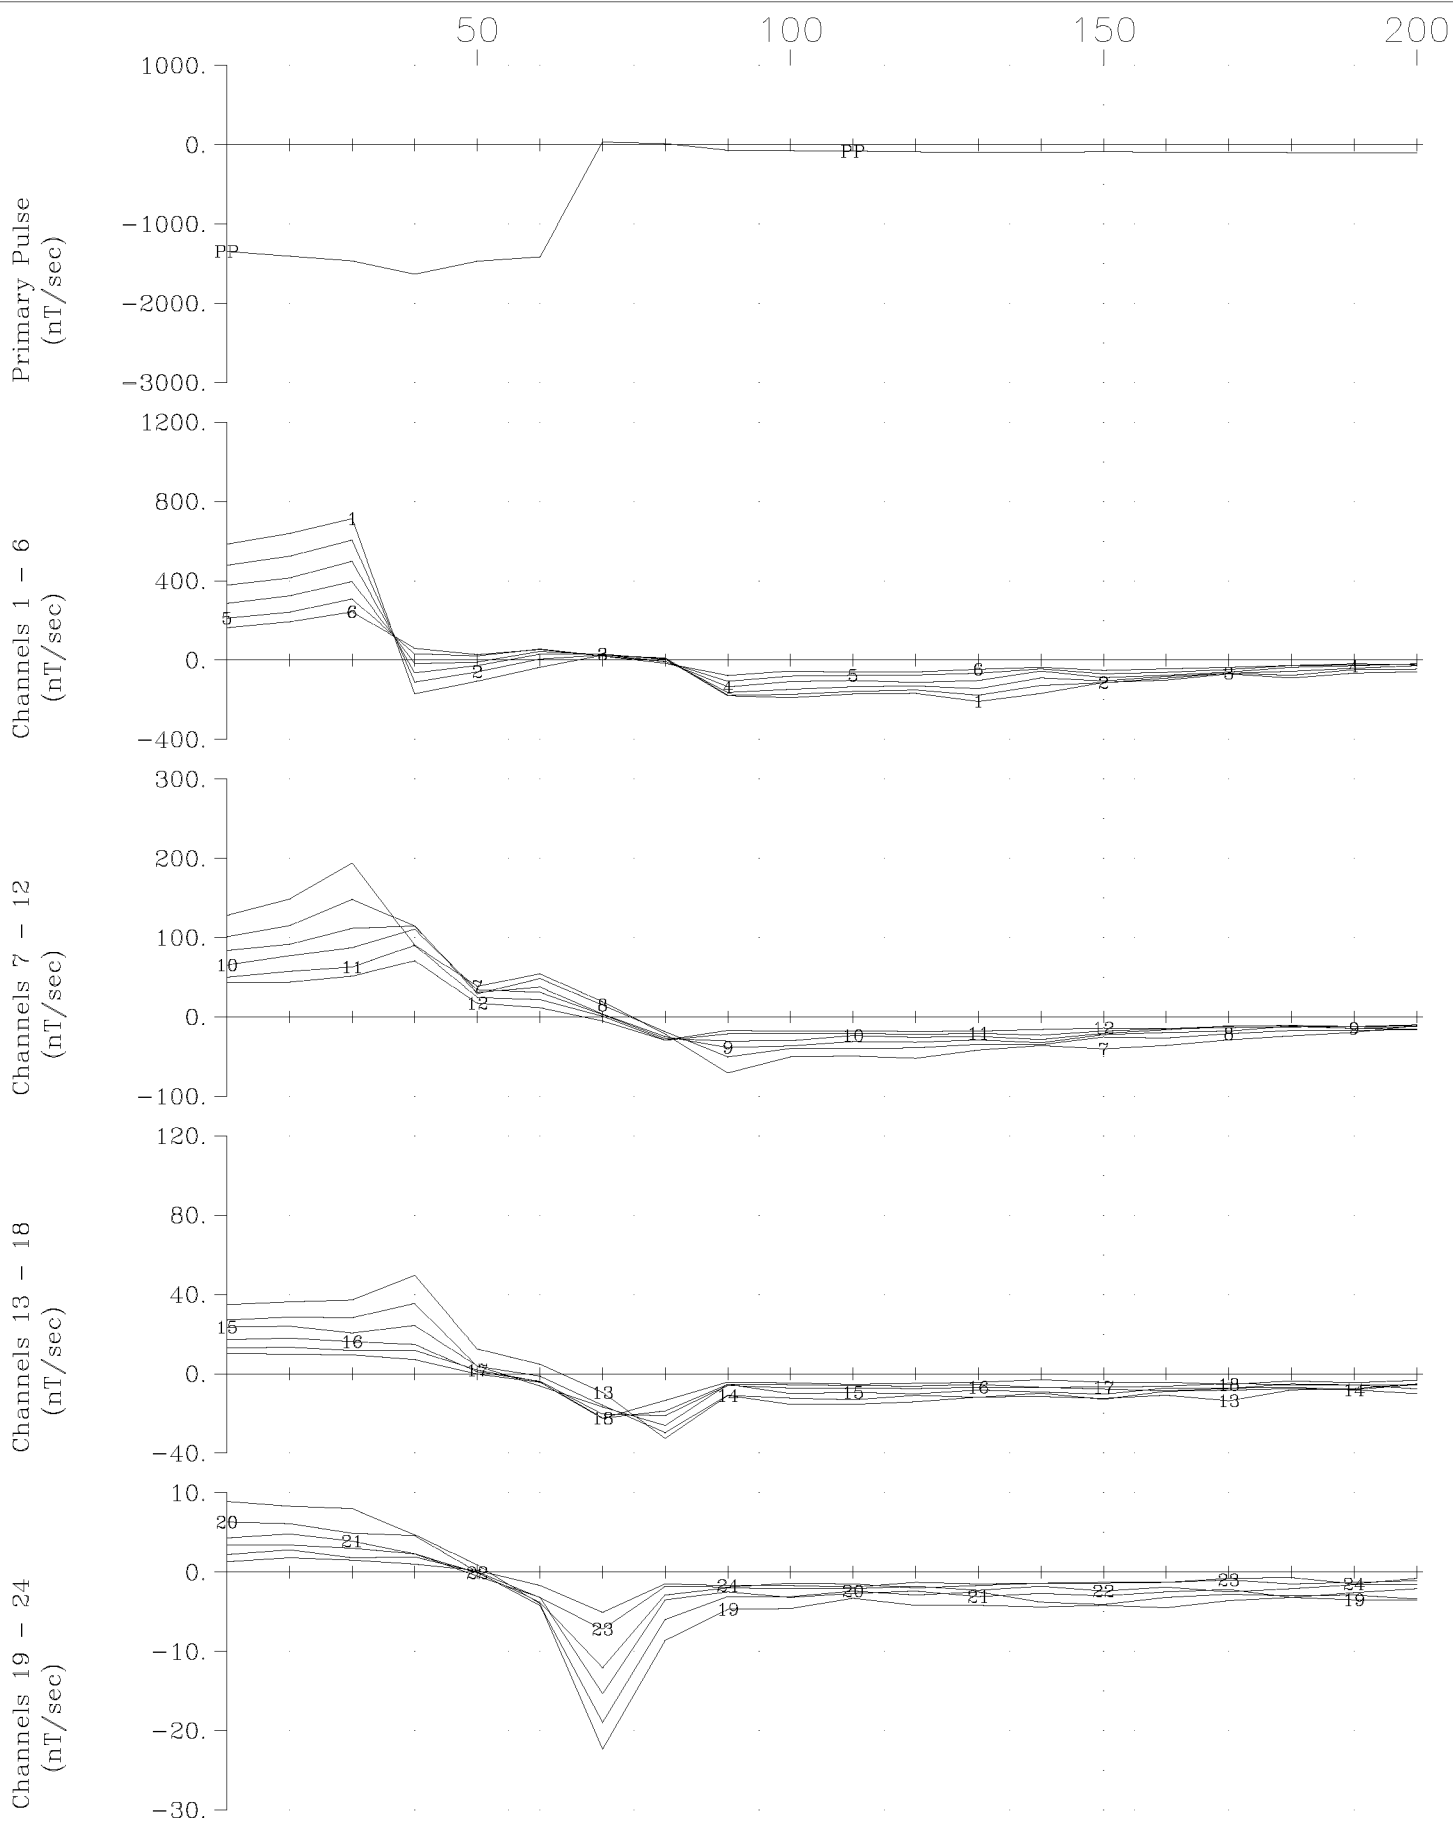 50 100 150 200
Primary Pulse
(nT/sec)
1000.
0.
-1000.
-2000.
-3000.
PP PP
Channels 1 - 6
(nT/sec)
1200.
800.
400.
0.
-400.
1
5 6
2 3
4 5 6 1 2 3 4
Channels 7 - 12
(nT/sec)
300.
200.
100.
0.
-100.
10 11
7 12 8
9 10 11 12 7 8 9
Channels 13 - 18
(nT/sec)
120.
80.
40.
0.
-40.
15 16
17 13 18
14 15 16 17 18 13 14
Channels 19 - 24
(nT/sec)
10.
0.
-10.
-20.
-30.
20 21
22 23
24 19 20 21 22 23 24 19